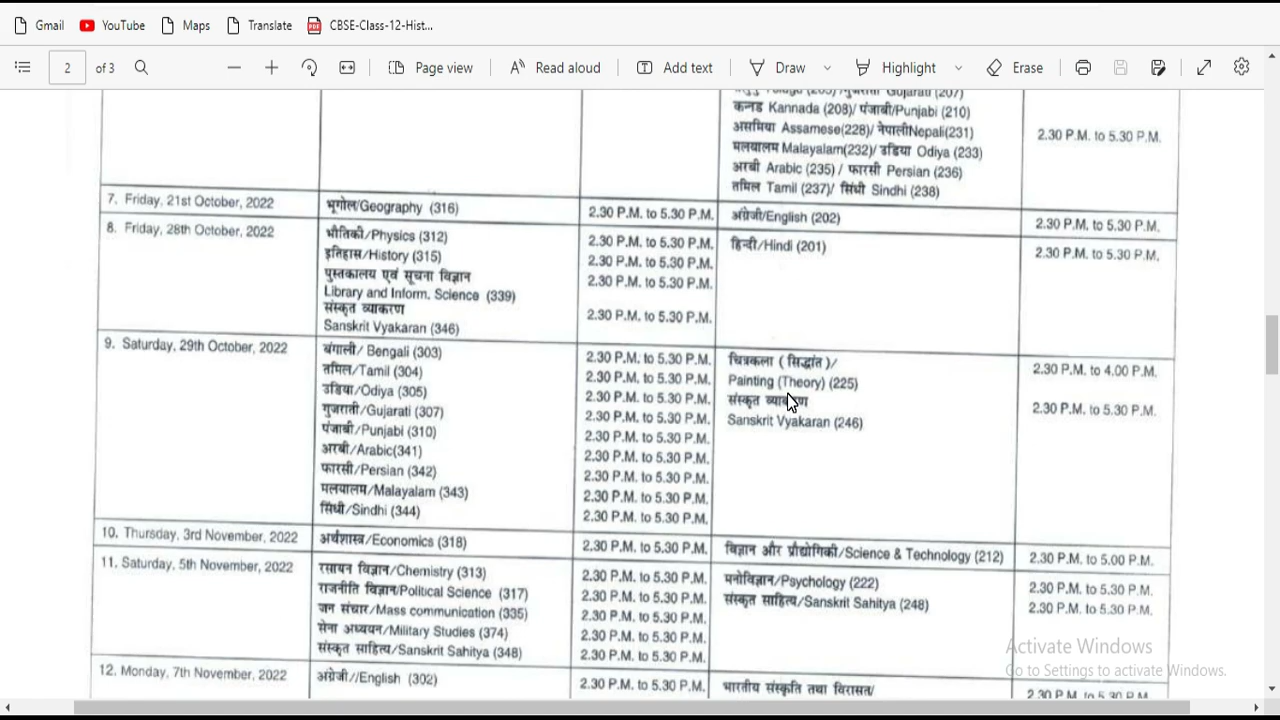 Gmail YouTube Maps Translate CBSE-Class-12-Hist...
2 of 3 Page view Read aloud Add text Draw Highlight Erase
Gujarati (207)
कन्नड Kannada (208)/ पंजाबी/Punjabi (210)
असमिया Assamese(228)/ नेपालीNepali(231)
मलयालम Malayalam(232)/ उडिया Odiya (233)
अरबी Arabic (235) / फारसी Persian (236)
तमिल Tamil (237)/ सिंधी Sindhi (238)
2.30 P.M. to 5.30 P.M.
7. Friday, 21st October, 2022 भूगोल/Geography (316) 2.30 P.M. to 5.30 P.M. अंग्रेजी/English (202) 2.30 P.M. to 5.30 P.M.
8. Friday, 28th October, 2022 भौतिकी/Physics (312) 2.30 P.M. to 5.30 P.M. हिन्दी/Hindi (201) 2.30 P.M. to 5.30 P.M.
इतिहास/History (315) 2.30 P.M. to 5.30 P.M.
पुस्तकालय एवं सूचना विज्ञान 2.30 P.M. to 5.30 P.M.
Library and Inform. Science (339)
संस्कृत व्याकरण 2.30 P.M. to 5.30 P.M.
Sanskrit Vyakaran (346)
9. Saturday, 29th October, 2022 बंगाली/ Bengali (303) 2.30 P.M. to 5.30 P.M. चित्रकला ( सिद्धांत )/ 2.30 P.M. to 4.00 P.M.
तमिल/Tamil (304) 2.30 P.M. to 5.30 P.M. Painting (Theory) (225)
उडिया/Odiya (305) 2.30 P.M. to 5.30 P.M. संस्कृत व्याकरण 2.30 P.M. to 5.30 P.M.
गुजराती/Gujarati (307) 2.30 P.M. to 5.30 P.M. Sanskrit Vyakaran (246)
पंजाबी/Punjabi (310) 2.30 P.M. to 5.30 P.M.
अरबी/Arabic(341) 2.30 P.M. to 5.30 P.M.
फारसी/Persian (342) 2.30 P.M. to 5.30 P.M.
मलयालम/Malayalam (343) 2.30 P.M. to 5.30 P.M.
सिंधी/Sindhi (344) 2.30 P.M. to 5.30 P.M.
10. Thursday, 3rd November, 2022 अर्थशास्त्र/Economics (318) 2.30 P.M. to 5.30 P.M. विज्ञान और प्रौद्योगिकी/Science & Technology (212) 2.30 P.M. to 5.00 P.M.
11. Saturday, 5th November, 2022 रसायन विज्ञान/Chemistry (313) 2.30 P.M. to 5.30 P.M. मनोविज्ञान/Psychology (222) 2.30 P.M. to 5.30 P.M.
राजनीति विज्ञान/Political Science (317) 2.30 P.M. to 5.30 P.M. संस्कृत साहित्य/Sanskrit Sahitya (248) 2.30 P.M. to 5.30 P.M.
जन संचार/Mass communication (335) 2.30 P.M. to 5.30 P.M.
सेना अध्ययन/Military Studies (374) 2.30 P.M. to 5.30 P.M.
संस्कृत साहित्य/Sanskrit Sahitya (348) 2.30 P.M. to 5.30 P.M.
12. Monday, 7th November, 2022 अंग्रेजी//English (302) 2.30 P.M. to 5.30 P.M. भारतीय संस्कृति तथा विरासत/ 2.30 P.M. to 5.30 P.M.
Activate Windows
Go to Settings to activate Windows.